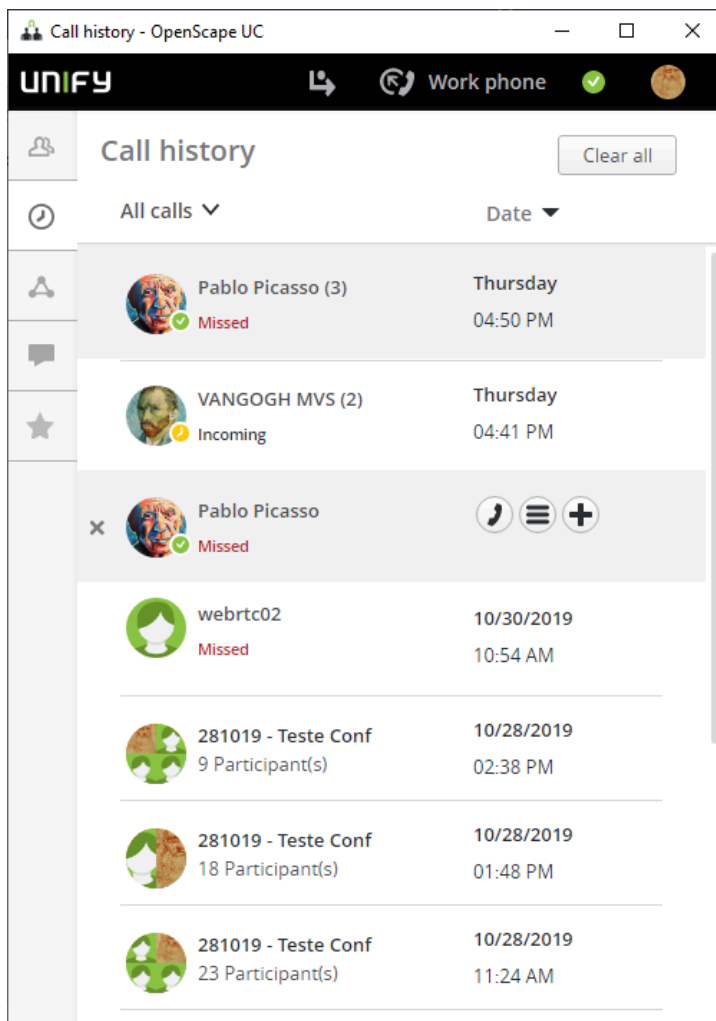 Call history - OpenScape UC
UNIFY
Work phone
Call history
Clear all
All calls
Date
Pablo Picasso (3)
Thursday
Missed
04:50 PM
VANGOGH MVS (2)
Thursday
Incoming
04:41 PM
Pablo Picasso
Missed
webrtc02
10/30/2019
Missed
10:54 AM
281019 - Teste Conf
10/28/2019
9 Participant(s)
02:38 PM
281019 - Teste Conf
10/28/2019
18 Participant(s)
01:48 PM
281019 - Teste Conf
10/28/2019
23 Participant(s)
11:24 AM